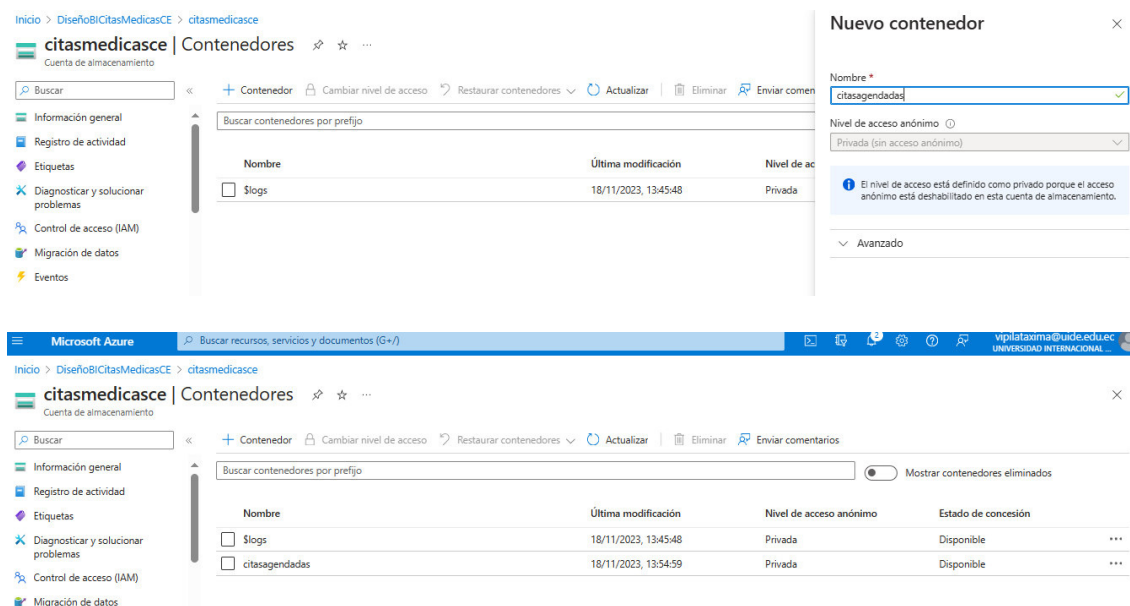 Inicio > DiseñoBICitasMedicasCE > citasmedicasce
citasmedicasce | Contenedores ☆ ...
Cuenta de almacenamiento
Buscar
«
+ Contenedor Cambiar nivel de acceso Restaurar contenedores Actualizar Eliminar Enviar comen
Información general
Registro de actividad
Etiquetas
Diagnosticar y solucionar
problemas
Control de acceso (IAM)
Migración de datos
Eventos
Buscar contenedores por prefijo
Nombre Última modificación Nivel de ac
$logs 18/11/2023, 13:45:48 Privada
Nuevo contenedor
Nombre *
citasagendadas
Nivel de acceso anónimo
Privada (sin acceso anónimo)
El nivel de acceso está definido como privado porque el acceso
anónimo está deshabilitado en esta cuenta de almacenamiento.
Avanzado
Microsoft Azure Buscar recursos, servicios y documentos (G+/) 2 vipilataxima@uide.edu.ec
UNIVERSIDAD INTERNACIONAL ...
Inicio > DiseñoBICitasMedicasCE > citasmedicasce
citasmedicasce | Contenedores ☆ ...
Cuenta de almacenamiento
Buscar
«
+ Contenedor Cambiar nivel de acceso Restaurar contenedores Actualizar Eliminar Enviar comentarios
Información general
Registro de actividad
Etiquetas
Diagnosticar y solucionar
problemas
Control de acceso (IAM)
Migración de datos
Buscar contenedores por prefijo
Mostrar contenedores eliminados
Nombre Última modificación Nivel de acceso anónimo Estado de concesión
$logs 18/11/2023, 13:45:48 Privada Disponible ...
citasagendadas 18/11/2023, 13:54:59 Privada Disponible ...